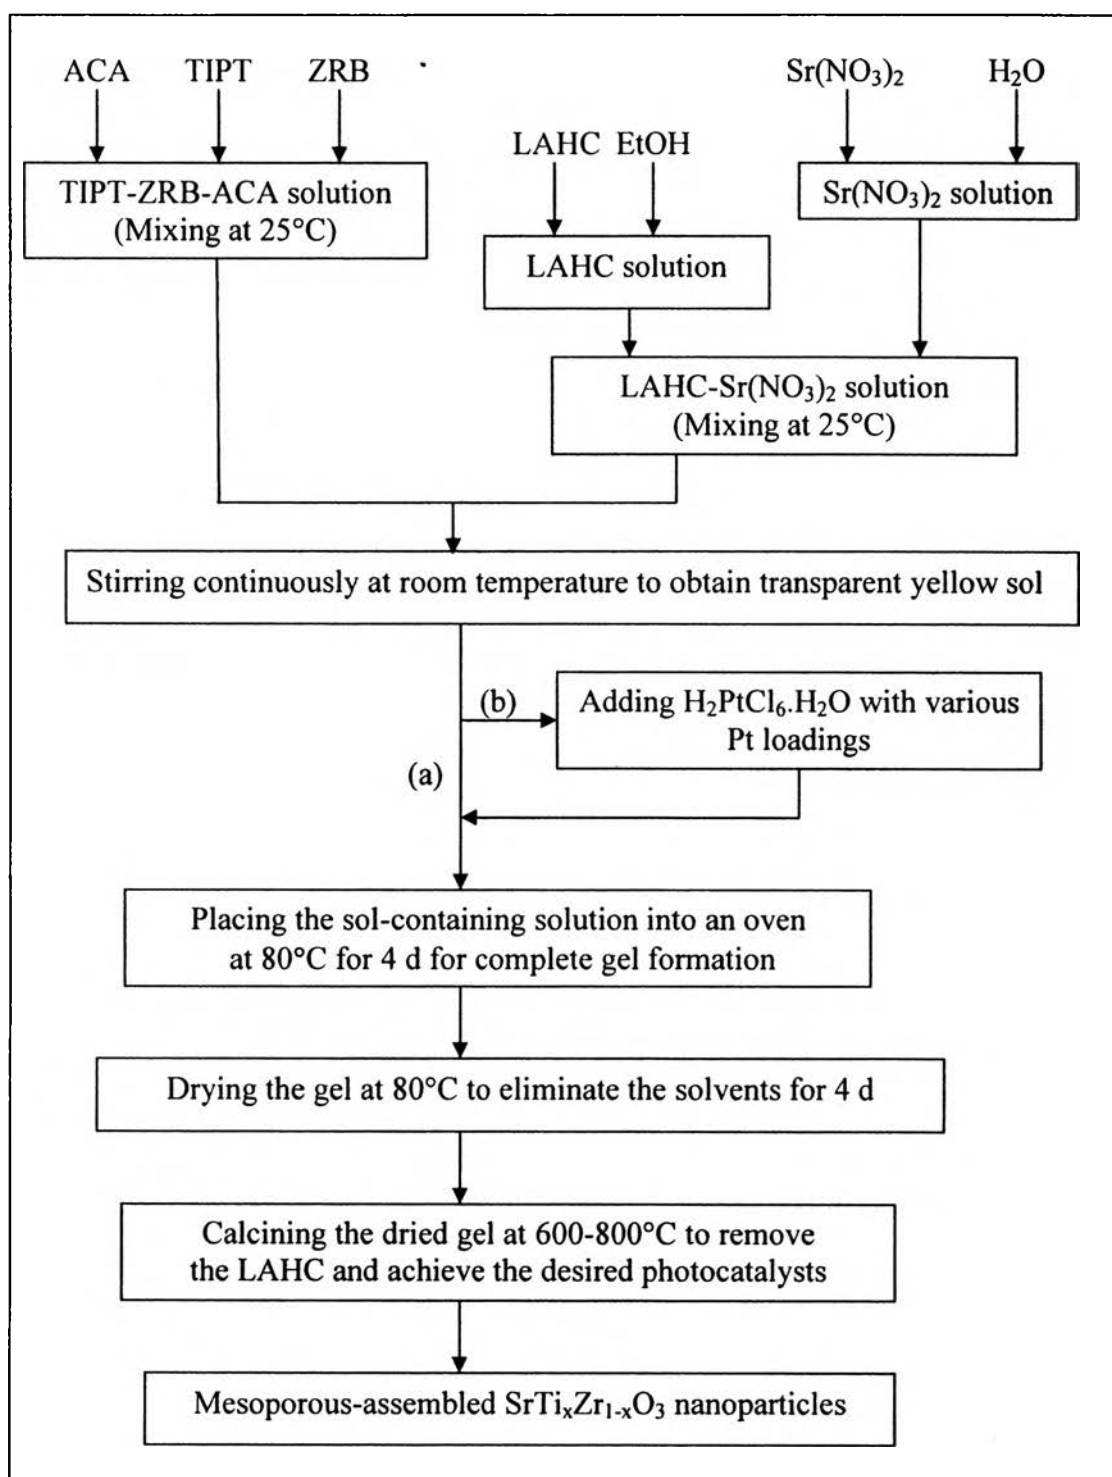 ACA TIPT ZRB
Sr(NO₃)₂ H₂O
LAHC EtOH
TIPT-ZRB-ACA solution
(Mixing at 25°C)
Sr(NO₃)₂ solution
LAHC solution
LAHC-Sr(NO₃)₂ solution
(Mixing at 25°C)
Stirring continuously at room temperature to obtain transparent yellow sol
(b)
Adding H₂PtCl₆.H₂O with various
Pt loadings
(a)
Placing the sol-containing solution into an oven
at 80°C for 4 d for complete gel formation
Drying the gel at 80°C to eliminate the solvents for 4 d
Calcining the dried gel at 600-800°C to remove
the LAHC and achieve the desired photocatalysts
Mesoporous-assembled SrTiₓZr₁₋ₓO₃ nanoparticles